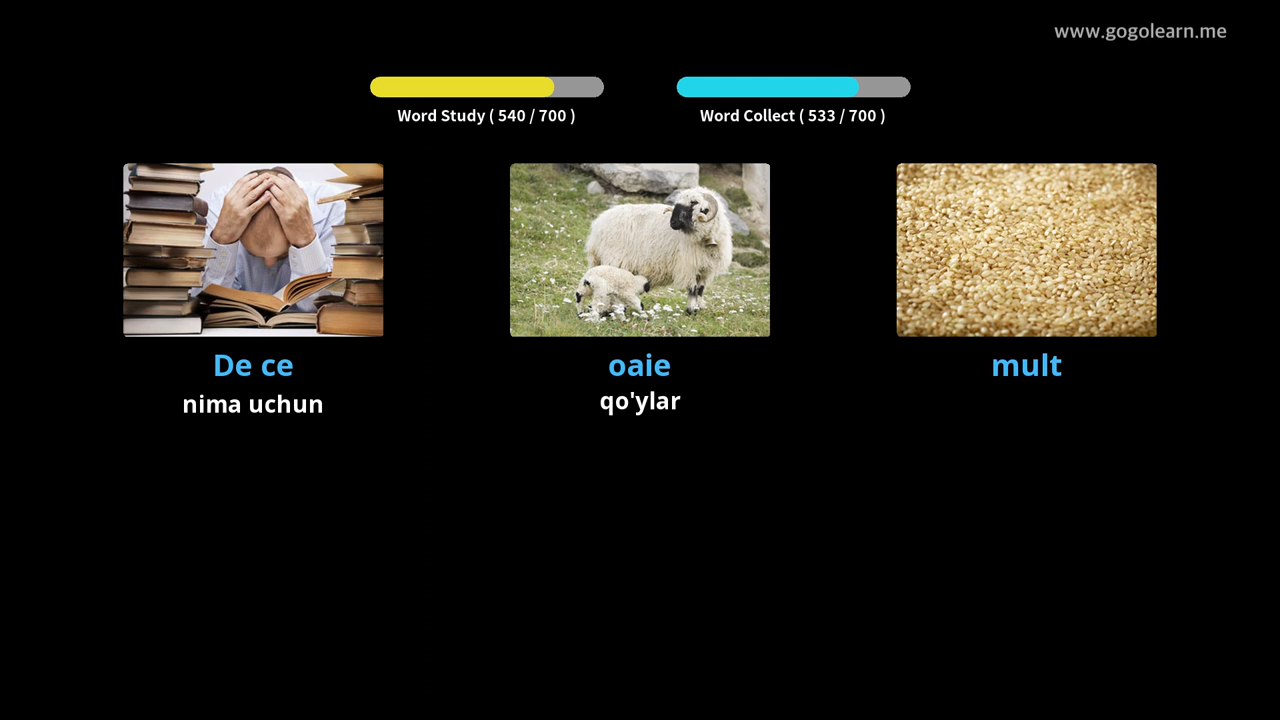 www.gogolearn.me
Word Study ( 540 / 700 )
Word Collect ( 533 / 700 )
De ce
oaie
mult
nima uchun
qo'ylar